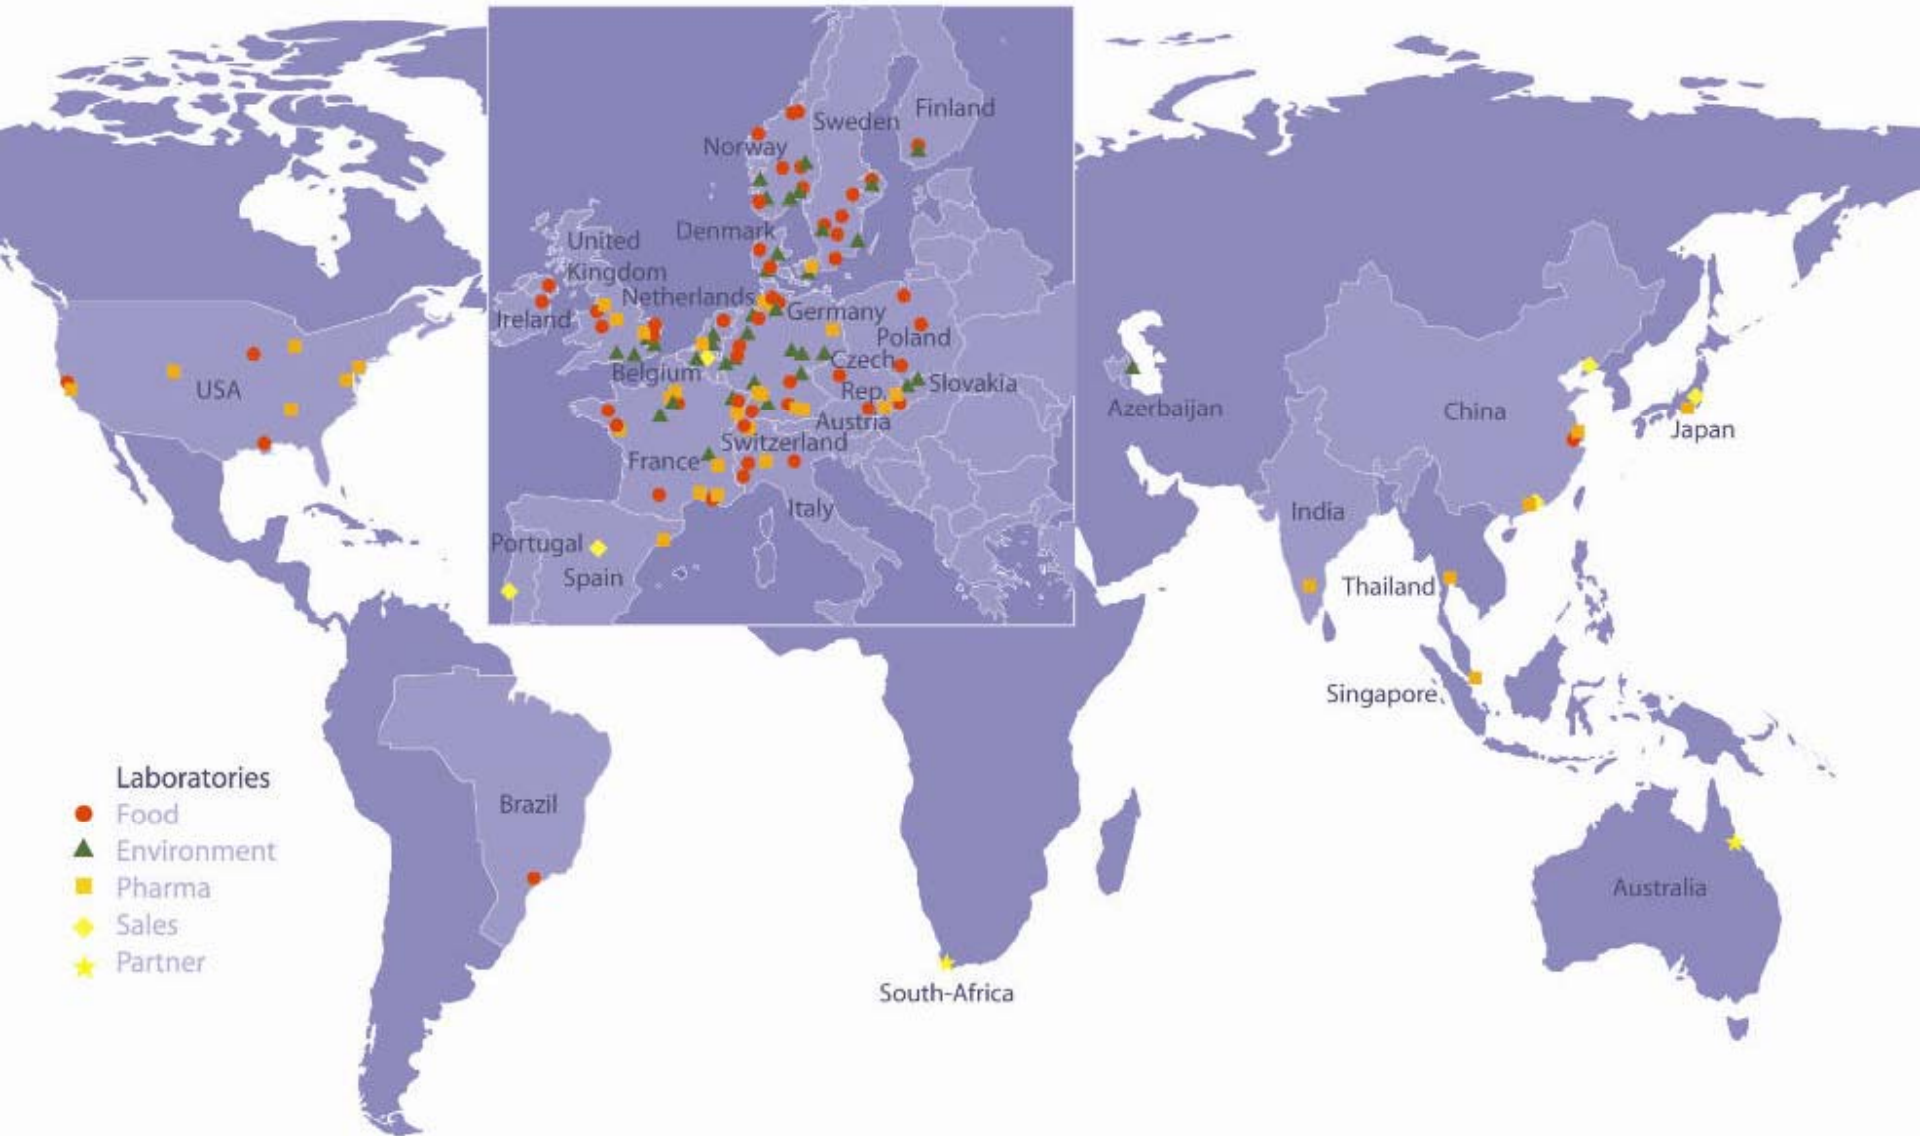 Finland
Sweden
Norway
Denmark
United
Kingdom
Netherlands
Ireland
Germany
Poland
Czech
Rep.
Belgium
Slovakia
Austria
Switzerland
France
Italy
Portugal
Spain
USA
Azerbaijan
China
Japan
India
Thailand
Singapore
Brazil
Australia
South-Africa
Laboratories
Food
Environment
Pharma
Sales
Partner